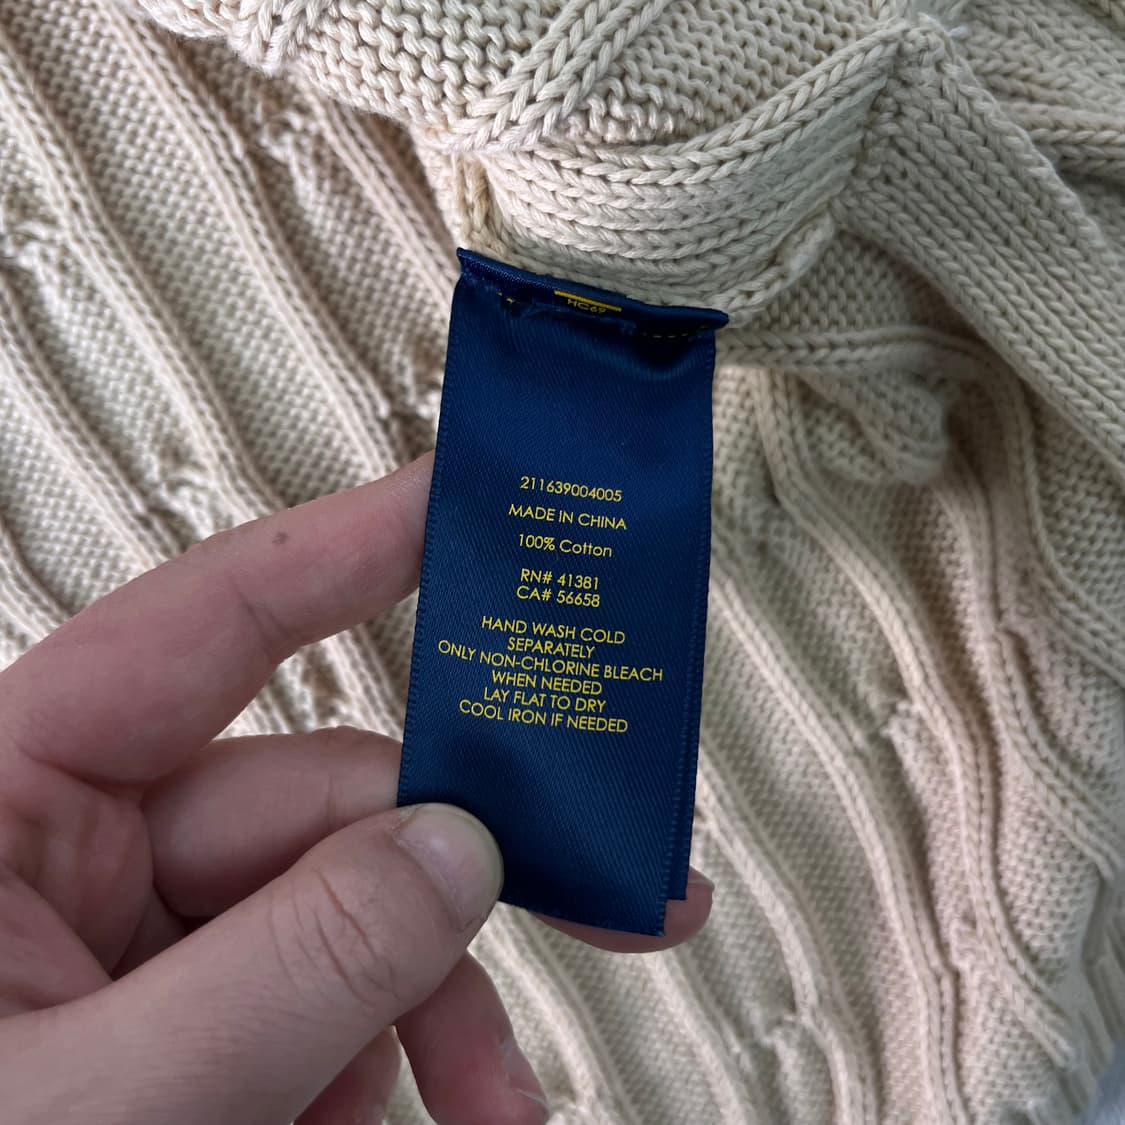 HC69
211639004005
MADE IN CHINA
100% Cotton
RN# 41381
CA# 56658
HAND WASH COLD
SEPARATELY
ONLY NON-CHLORINE BLEACH
WHEN NEEDED
LAY FLAT TO DRY
COOL IRON IF NEEDED